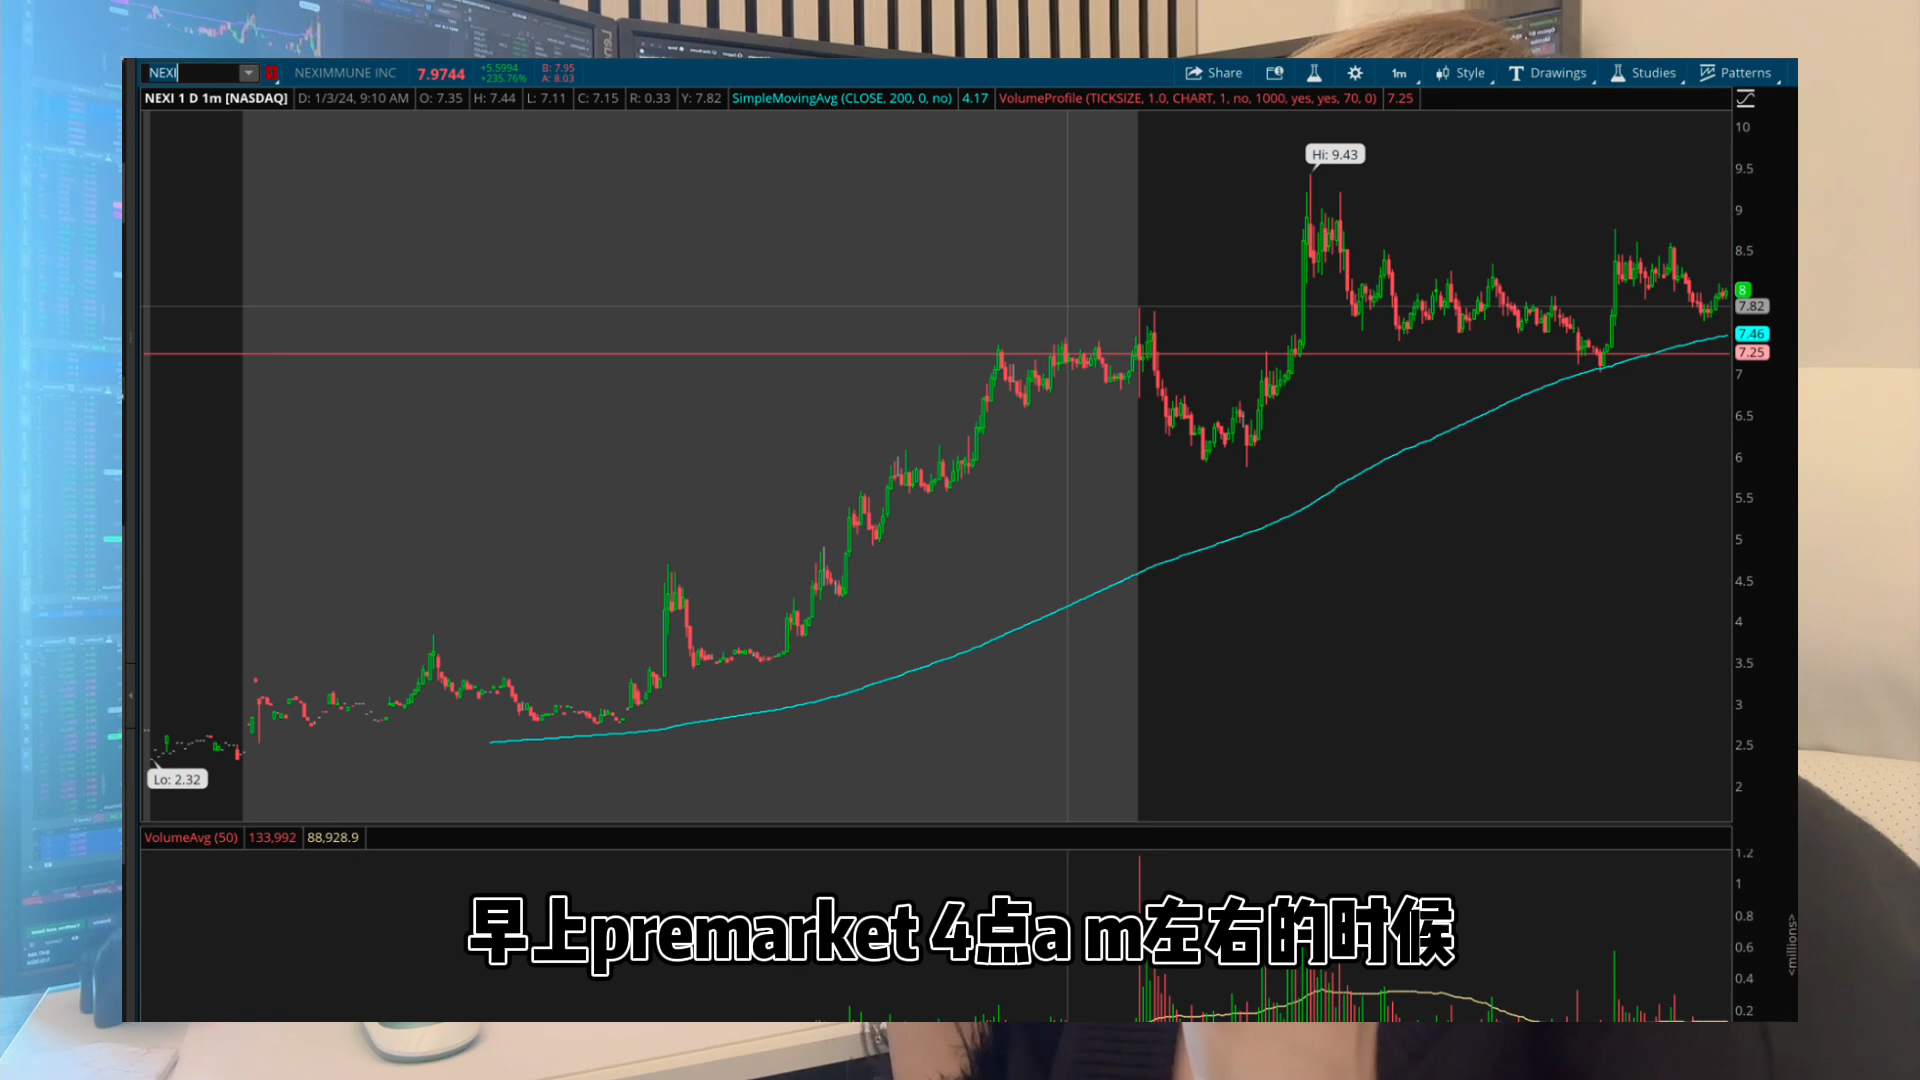 NEXI
NEXIMMUNE INC
7.9744
+5.5994
+235.76%
B: 7.95
A: 8.03
Share
1m
Style
Drawings
Studies
Patterns
NEXI 1 D 1m [NASDAQ]
D: 1/3/24, 9:10 AM
O: 7.35
H: 7.44
L: 7.11
C: 7.15
R: 0.33
Y: 7.82
SimpleMovingAvg (CLOSE, 200, 0, no)
4.17
VolumeProfile (TICKSIZE, 1.0, CHART, 1, no, 1000, yes, yes, 70, 0)
7.25
Hi: 9.43
Lo: 2.32
10
9.5
9
8.5
8
7.82
7.46
7.25
7
6.5
6
5.5
5
4.5
4
3.5
3
2.5
2
VolumeAvg (50)
133,992
88,928.9
1.2
1
0.8
0.6
0.4
0.2
<millions>
早上premarket 4点a m左右的时候